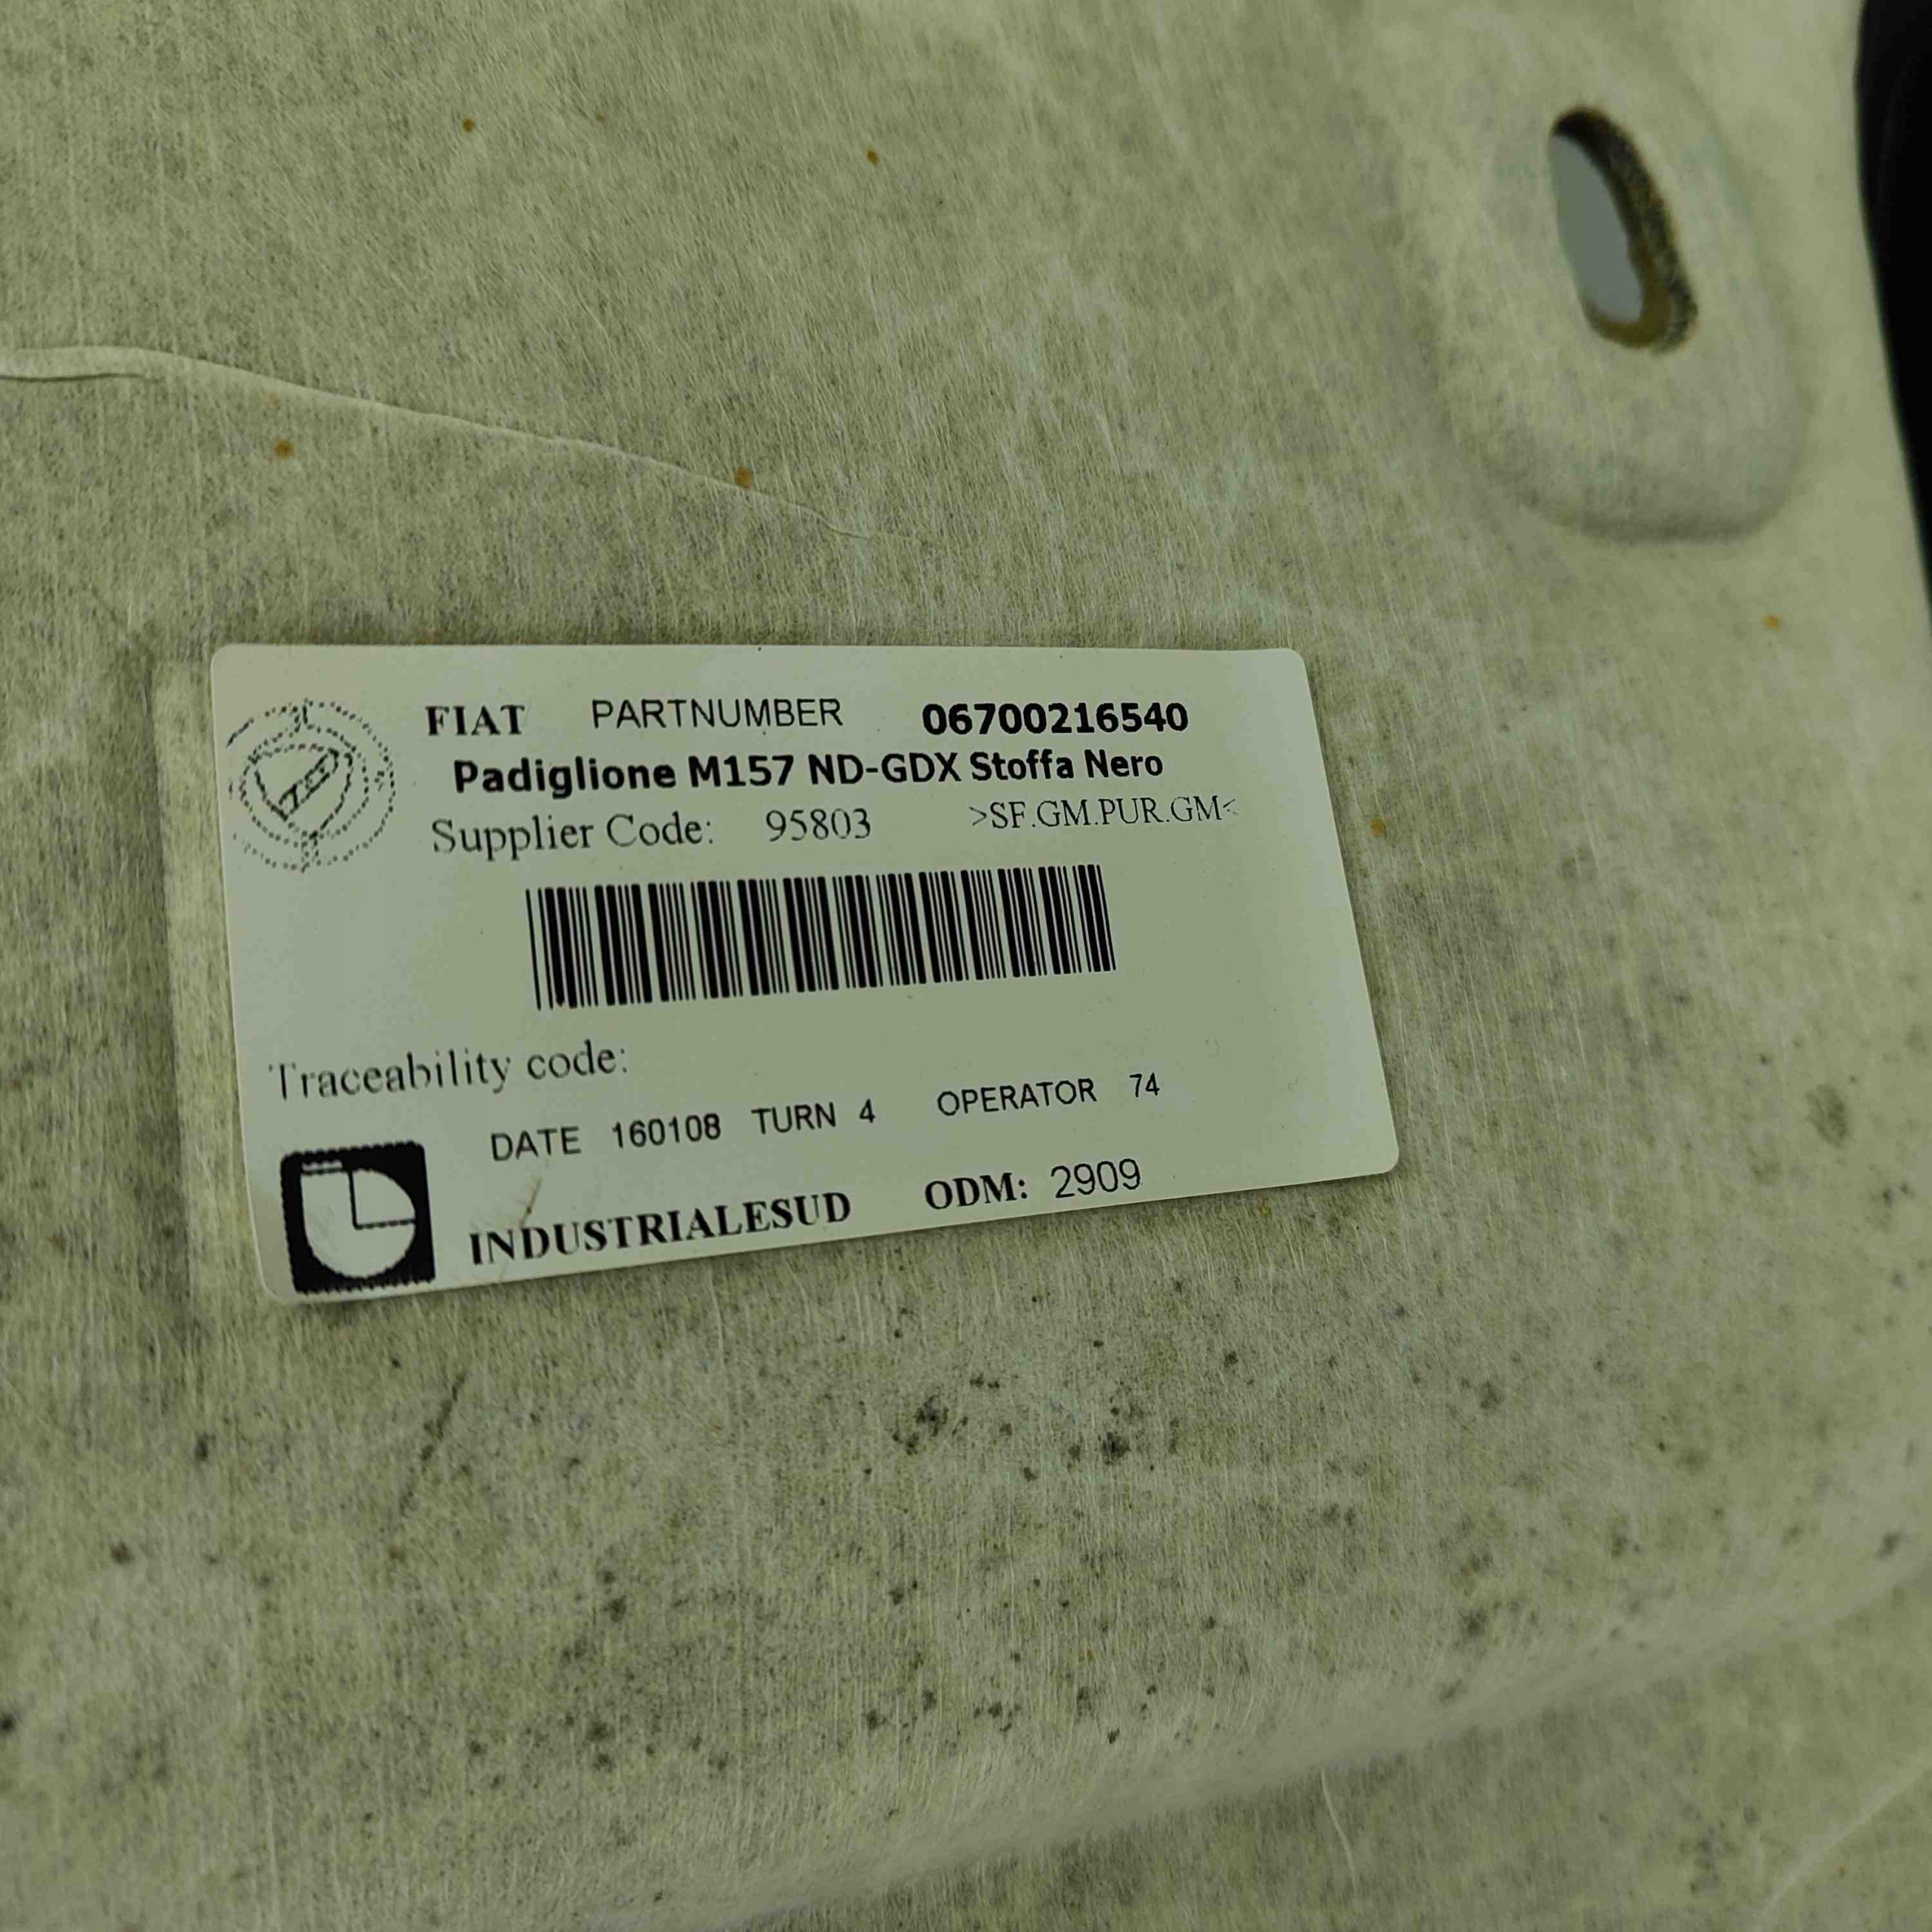 FIAT PARTNUMBER 06700216540
Padiglione M157 ND-GDX Stoffa Nero
Supplier Code: 95803 >SF.GM.PUR.GM<
Traceability code:
DATE 160108 TURN 4 OPERATOR 74
INDUSTRIALESUD ODM: 2909